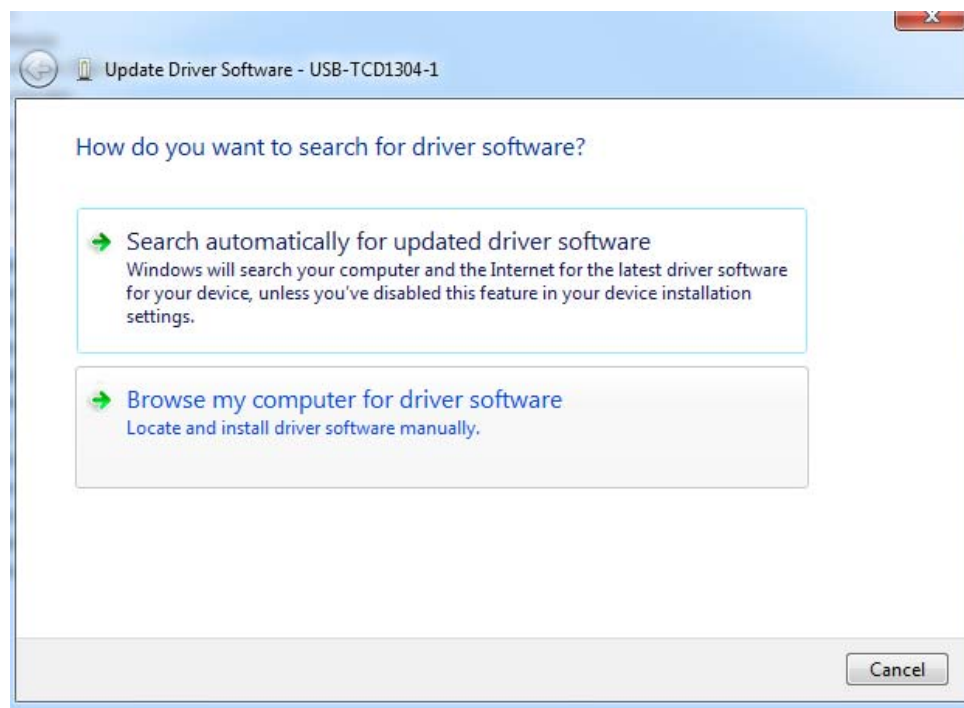 Update Driver Software - USB-TCD1304-1
How do you want to search for driver software?
Search automatically for updated driver software
Windows will search your computer and the Internet for the latest driver software
for your device, unless you've disabled this feature in your device installation
settings.
Browse my computer for driver software
Locate and install driver software manually.
Cancel